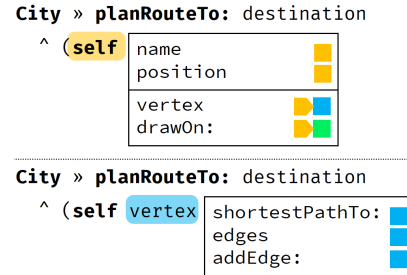 City » planRouteTo: destination
^ (self name
position
vertex
drawOn:
City » planRouteTo: destination
^ (self vertex shortestPathTo:
edges
addEdge: